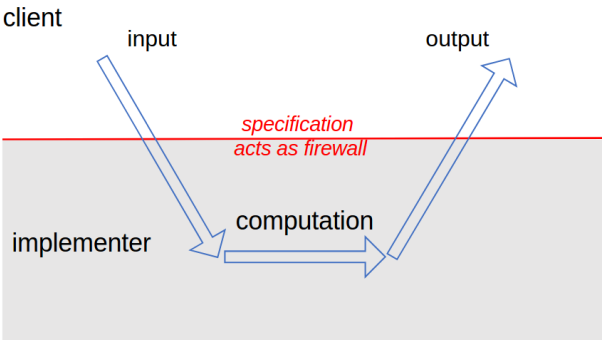 client
input
output
specification
acts as firewall
computation
implementer